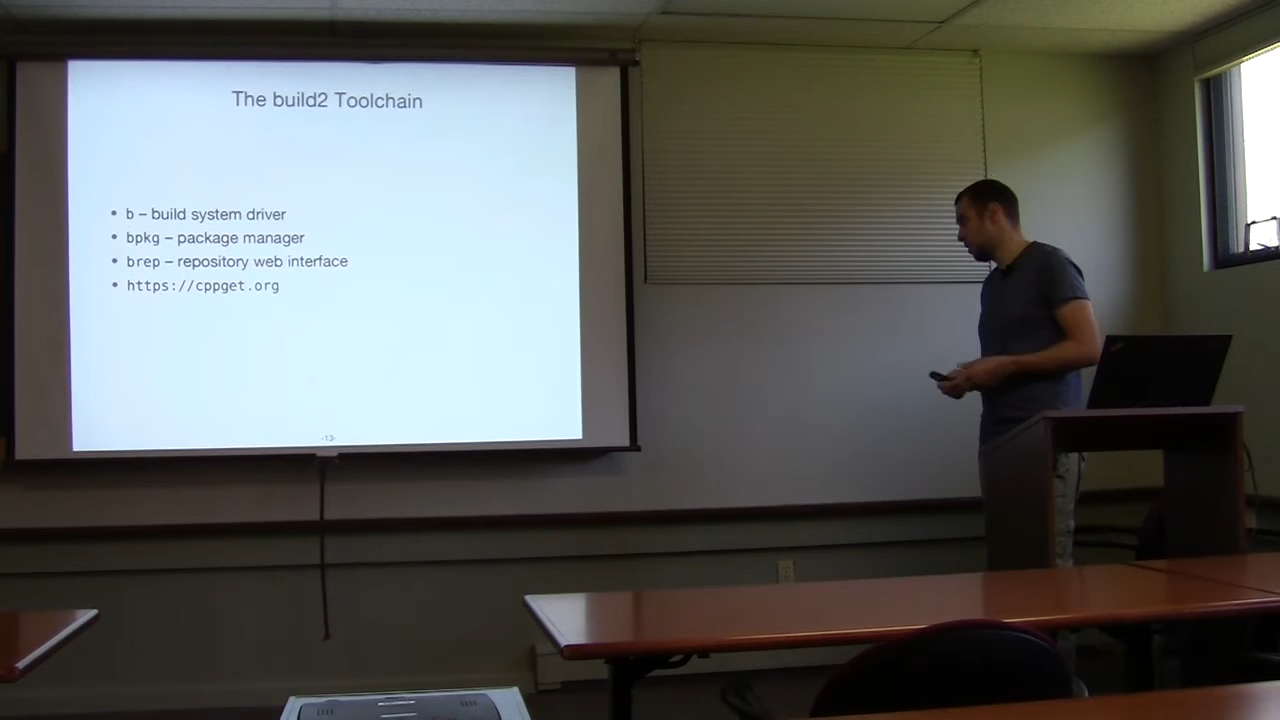 The build2 Toolchain
• b – build system driver
• bpkg – package manager
• brep – repository web interface
• https://cppget.org
-13-